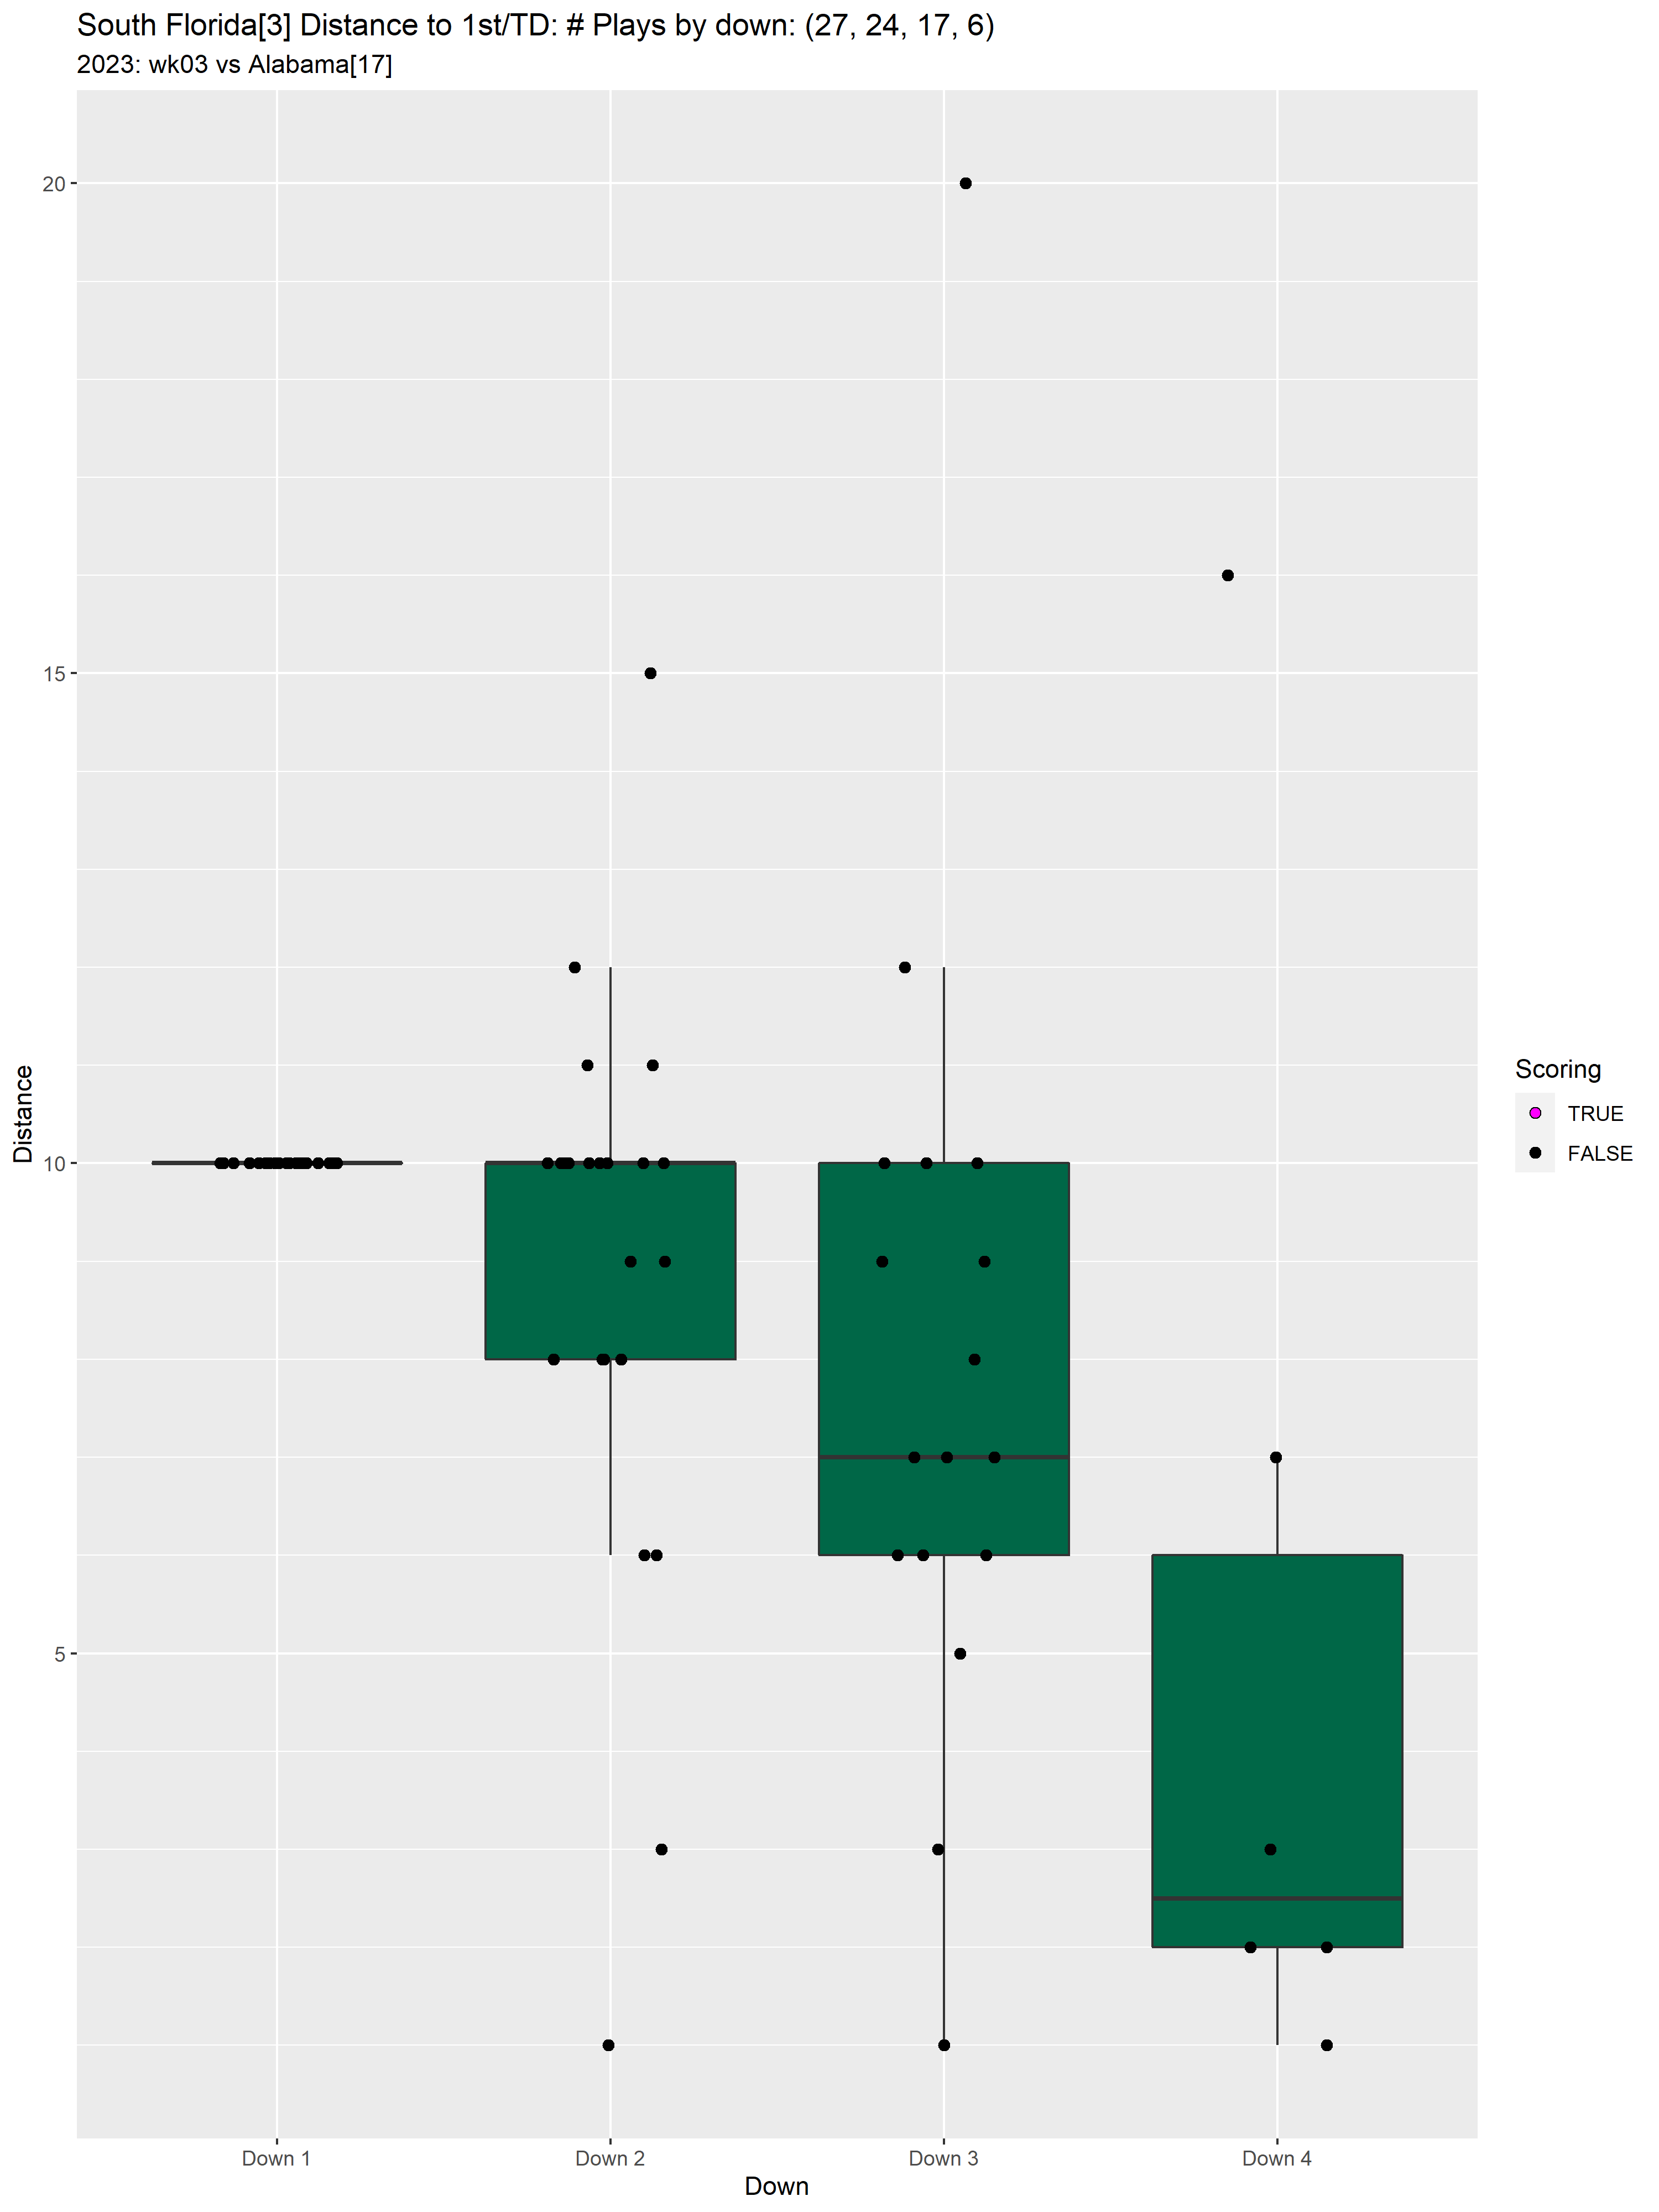 South Florida[3] Distance to 1st/TD: # Plays by down: (27, 24, 17, 6)
2023: wk03 vs Alabama[17]
20
15
10
5
Distance
Down 1
Down 2
Down 3
Down 4
Down
Scoring
TRUE
FALSE